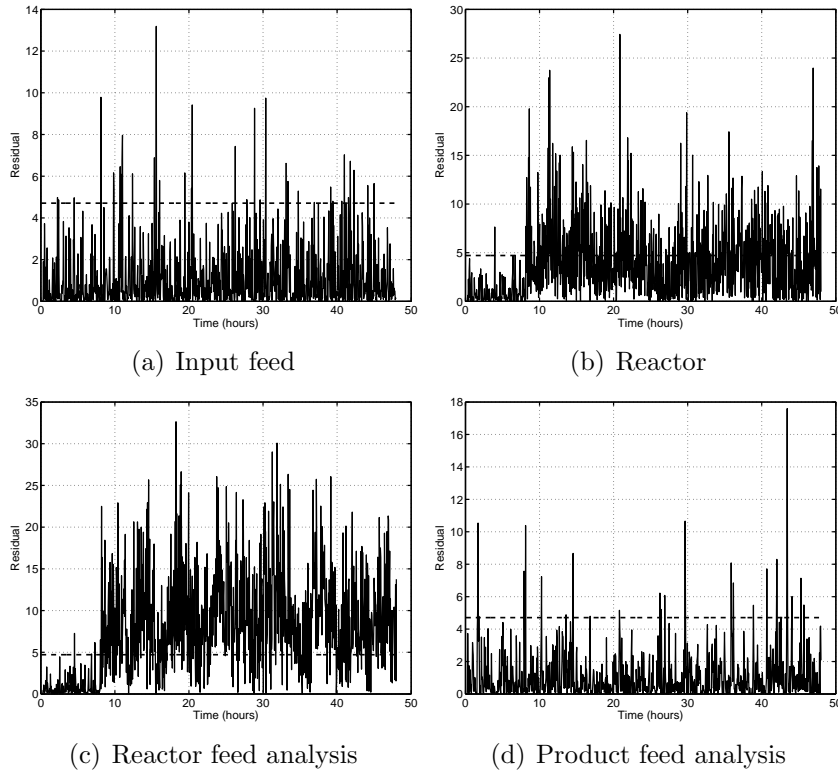 14
12
10
8
6
4
2
0
Residual
0 10 20 30 40 50
Time (hours)
(a) Input feed
30
25
20
15
10
5
0
Residual
0 10 20 30 40 50
Time (hours)
(b) Reactor
35
30
25
20
15
10
5
0
Residual
0 10 20 30 40 50
Time (hours)
(c) Reactor feed analysis
18
16
14
12
10
8
6
4
2
0
Residual
0 10 20 30 40 50
Time (hours)
(d) Product feed analysis